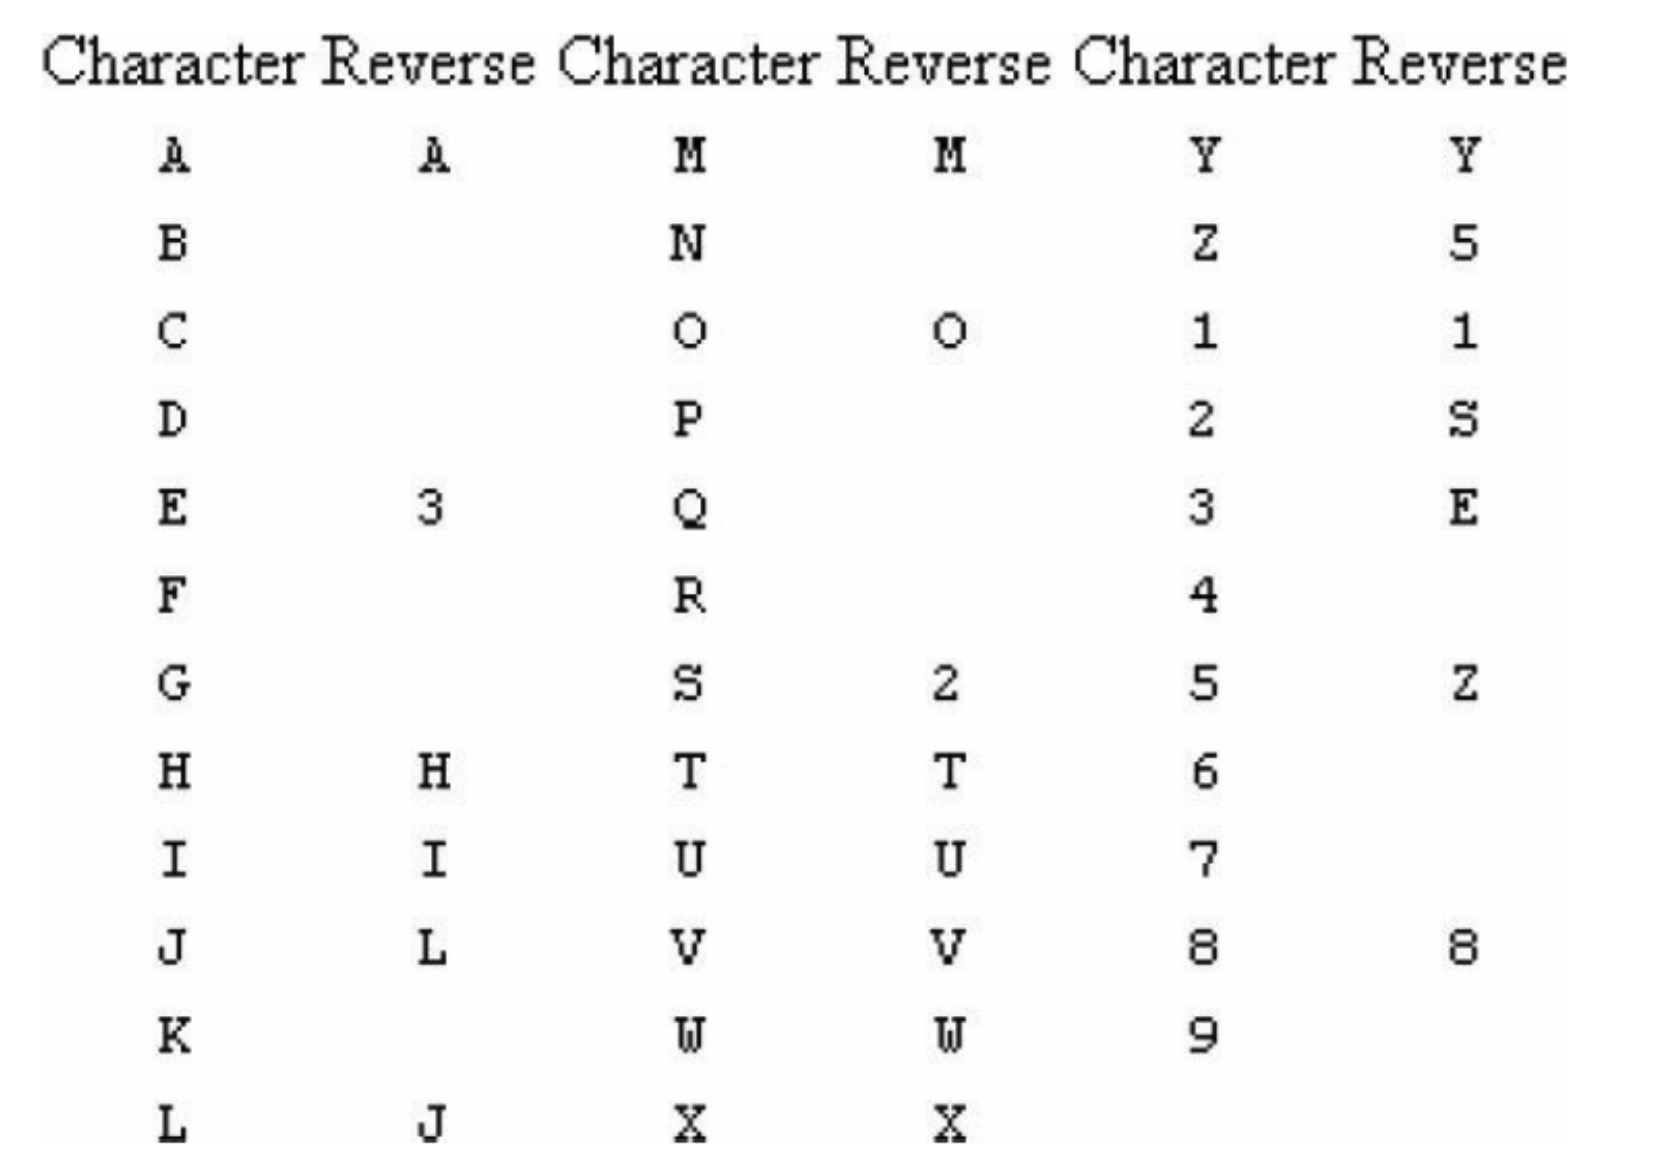 Character Reverse Character Reverse Character Reverse
A A M M Y Y
B N Z 5
C O O 1 1
D P 2 S
E 3 Q 3 E
F R 4
G S 2 5 Z
H H T T 6
I I U U 7
J L V V 8 8
K W W 9
L J X X